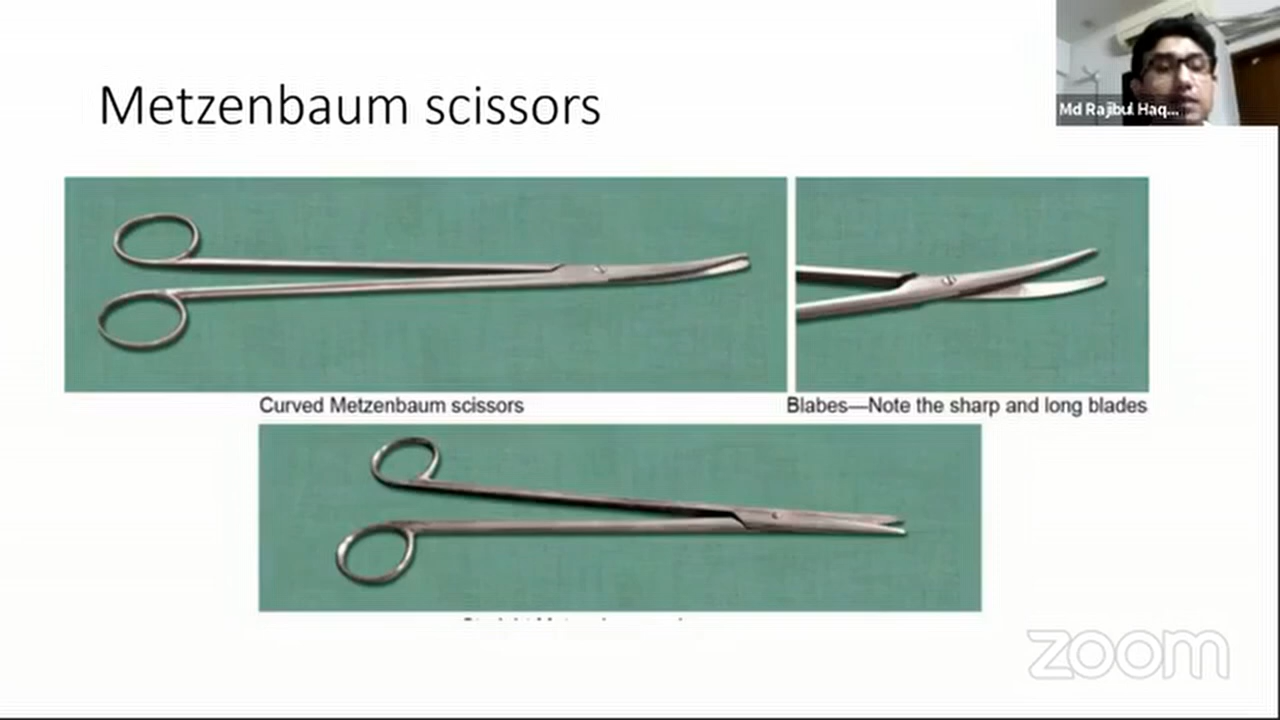 Metzenbaum scissors
Md Rajibul Haq...
Curved Metzenbaum scissors
Blabes—Note the sharp and long blades
zoom